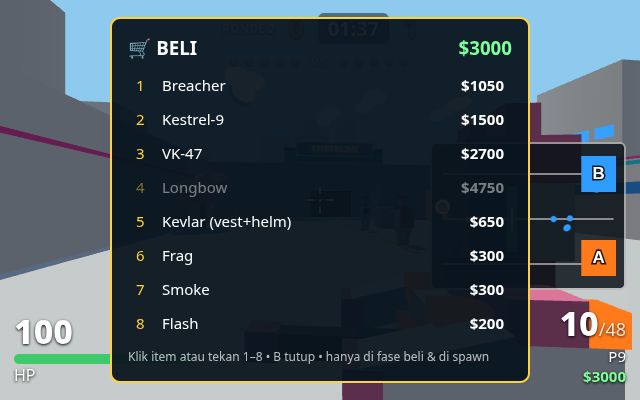 01:37
🛒 BELI $3000
1 Breacher $1050
2 Kestrel-9 $1500
3 VK-47 $2700
4 Longbow $4750
5 Kevlar (vest+helm) $650
6 Frag $300
7 Smoke $300
8 Flash $200
Klik item atau tekan 1–8 • B tutup • hanya di fase beli & di spawn
B
A
100
HP
10/48
P9
$3000